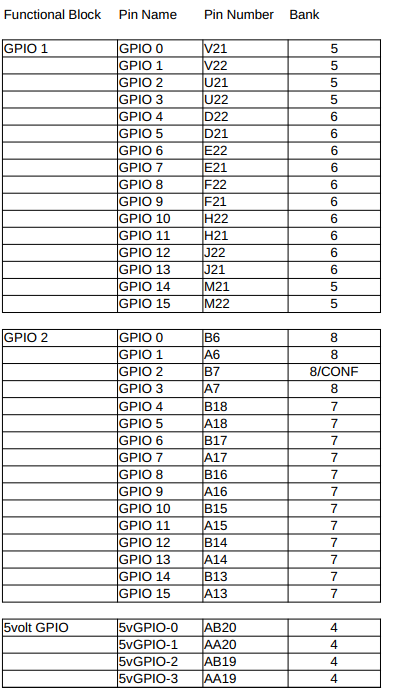 Functional Block Pin Name Pin Number Bank
GPIO 1 GPIO 0 V21 5
GPIO 1 V22 5
GPIO 2 U21 5
GPIO 3 U22 5
GPIO 4 D22 6
GPIO 5 D21 6
GPIO 6 E22 6
GPIO 7 E21 6
GPIO 8 F22 6
GPIO 9 F21 6
GPIO 10 H22 6
GPIO 11 H21 6
GPIO 12 J22 6
GPIO 13 J21 6
GPIO 14 M21 5
GPIO 15 M22 5
GPIO 2 GPIO 0 B6 8
GPIO 1 A6 8
GPIO 2 B7 8/CONF
GPIO 3 A7 8
GPIO 4 B18 7
GPIO 5 A18 7
GPIO 6 B17 7
GPIO 7 A17 7
GPIO 8 B16 7
GPIO 9 A16 7
GPIO 10 B15 7
GPIO 11 A15 7
GPIO 12 B14 7
GPIO 13 A14 7
GPIO 14 B13 7
GPIO 15 A13 7
5volt GPIO 5vGPIO-0 AB20 4
5vGPIO-1 AA20 4
5vGPIO-2 AB19 4
5vGPIO-3 AA19 4